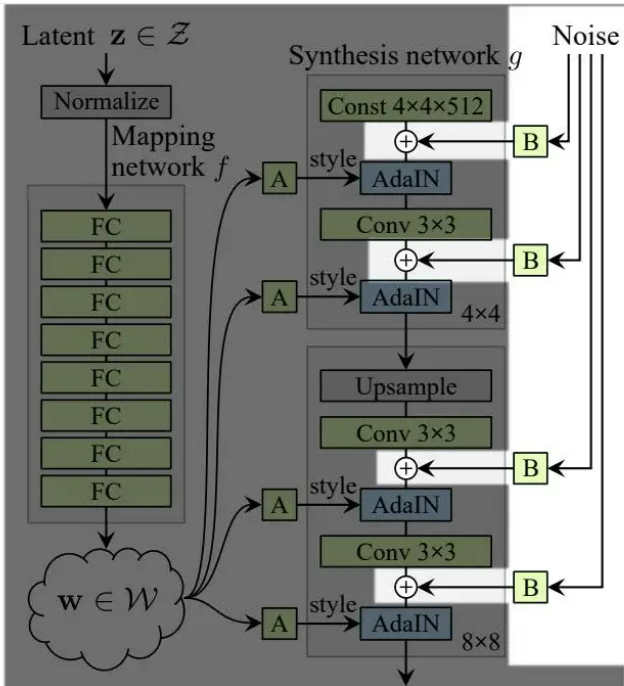 Latent z ∈ 𝒵
Noise
Synthesis network g
Normalize
Const 4×4×512
Mapping
network f
+
B
A
style
AdaIN
FC
Conv 3×3
FC
+
B
FC
A
style
AdaIN
4×4
FC
FC
Upsample
FC
Conv 3×3
FC
+
B
FC
A
style
AdaIN
Conv 3×3
w ∈ 𝒲
+
B
A
style
AdaIN
8×8